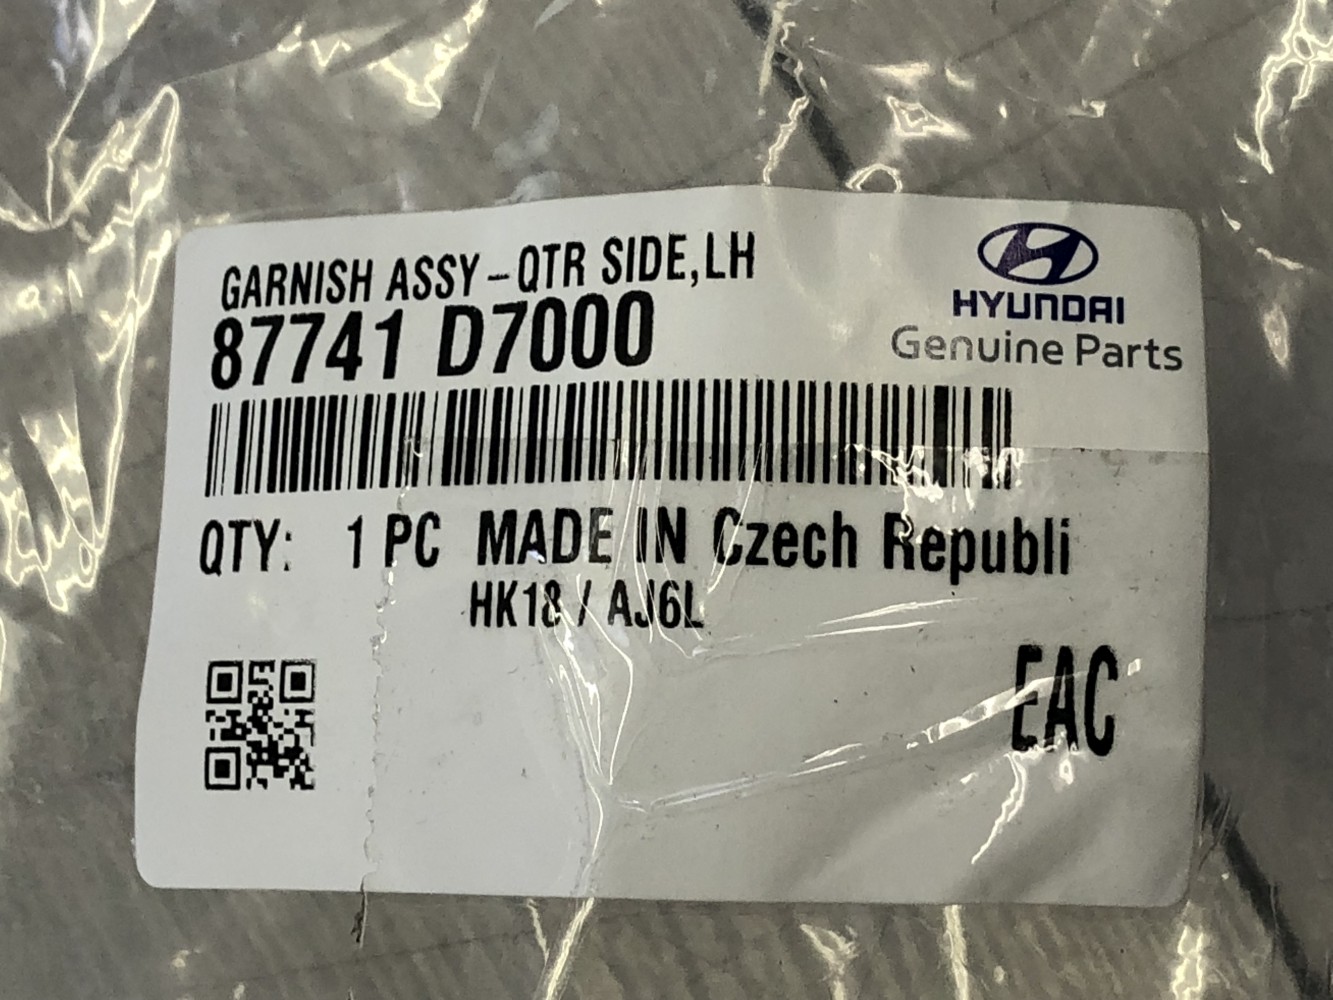 GARNISH ASSY-QTR SIDE,LH
87741 D7000
HYUNDAI
Genuine Parts
QTY: 1 PC MADE IN Czech Republi
HK18 / AJ6L
EAC